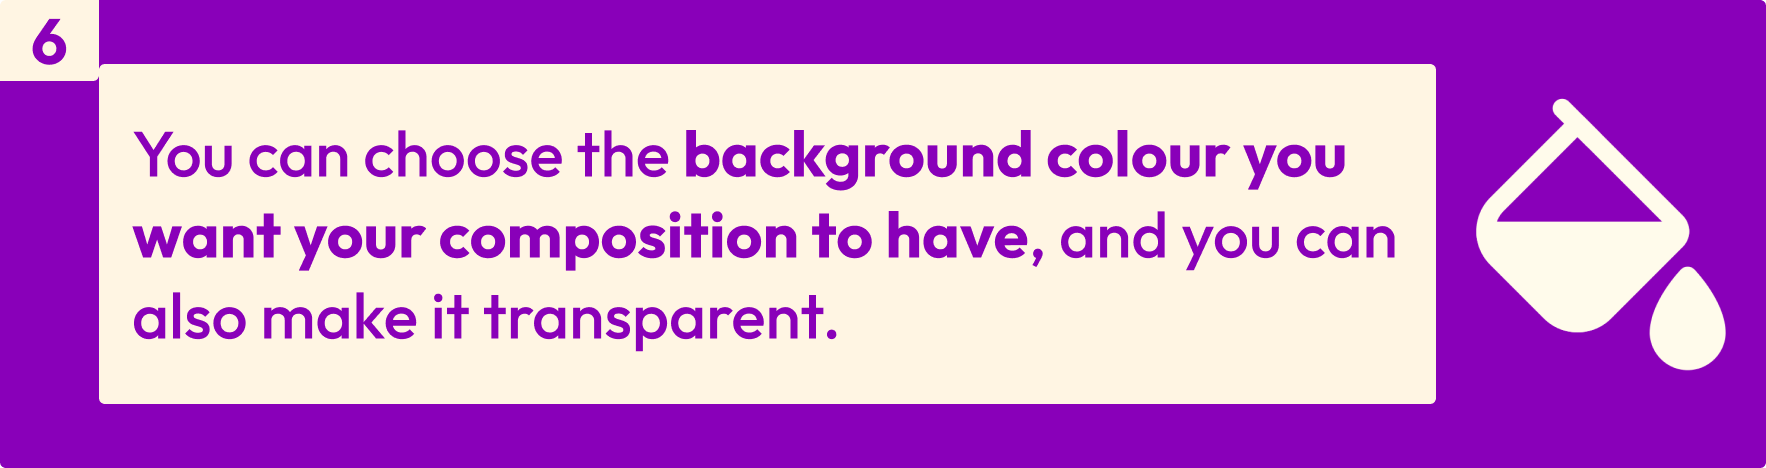 6
You can choose the background colour you
want your composition to have, and you can
also make it transparent.